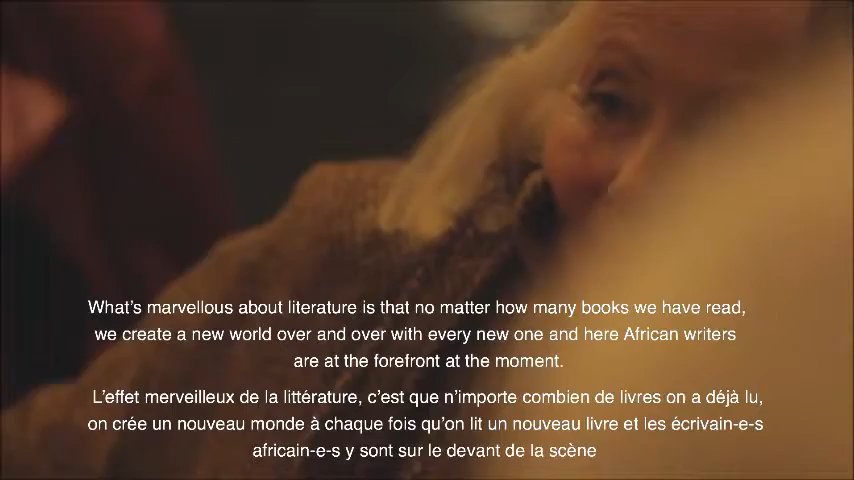 What's marvellous about literature is that no matter how many books we have read,
we create a new world over and over with every new one and here African writers
are at the forefront at the moment.
L'effet merveilleux de la littérature, c'est que n'importe combien de livres on a déjà lu,
on crée un nouveau monde à chaque fois qu'on lit un nouveau livre et les écrivain-e-s
africain-e-s y sont sur le devant de la scène